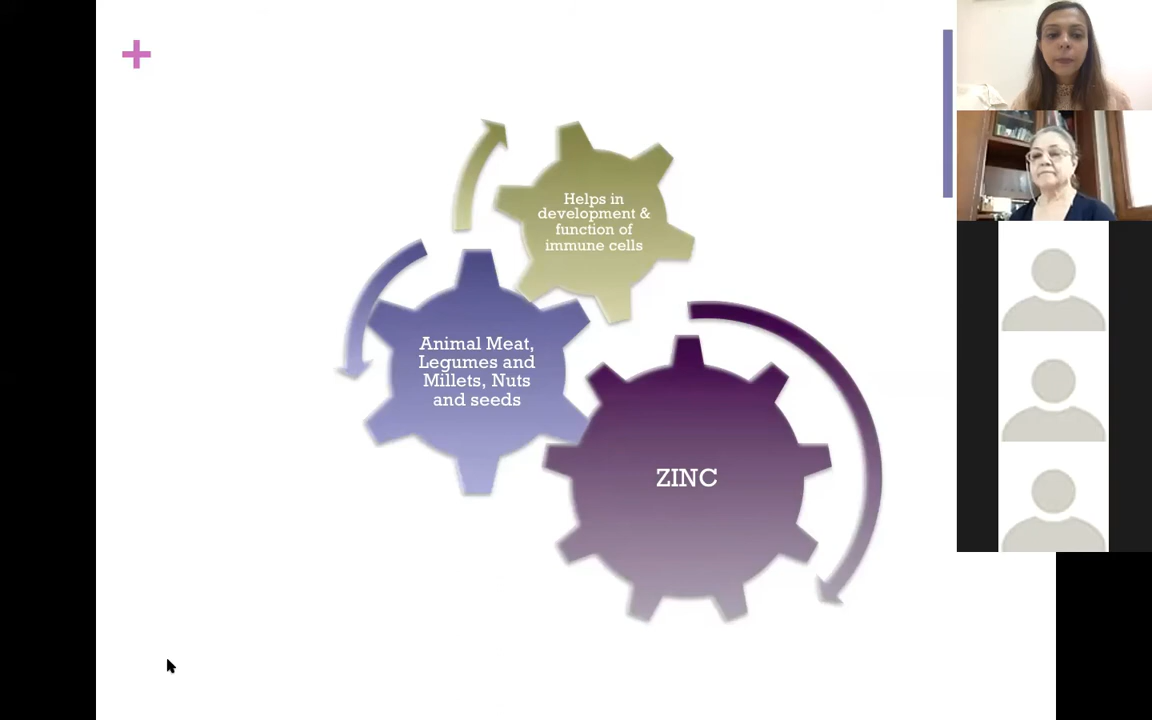 Helps in
development &
function of
immune cells
Animal Meat,
Legumes and
Millets, Nuts
and seeds
ZINC